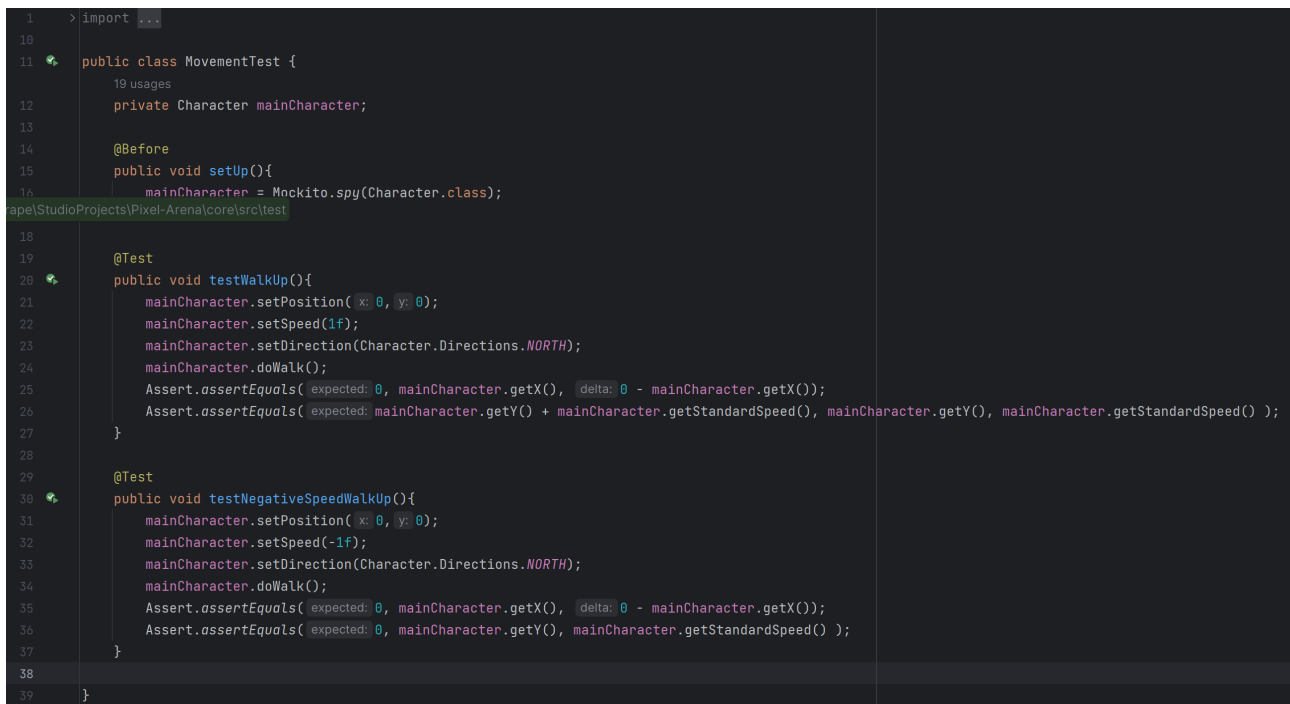 1 > import ...
10
11 public class MovementTest {
19 usages
12 private Character mainCharacter;
13
14 @Before
15 public void setUp(){
16 mainCharacter = Mockito.spy(Character.class);
rape\StudioProjects\Pixel-Arena\core\src\test
18
19 @Test
20 public void testWalkUp(){
21 mainCharacter.setPosition( x: 0, y: 0);
22 mainCharacter.setSpeed(1f);
23 mainCharacter.setDirection(Character.Directions.NORTH);
24 mainCharacter.doWalk();
25 Assert.assertEquals( expected: 0, mainCharacter.getX(), delta: 0 - mainCharacter.getX());
26 Assert.assertEquals( expected: mainCharacter.getY() + mainCharacter.getStandardSpeed(), mainCharacter.getY(), mainCharacter.getStandardSpeed() );
27 }
28
29 @Test
30 public void testNegativeSpeedWalkUp(){
31 mainCharacter.setPosition( x: 0, y: 0);
32 mainCharacter.setSpeed(-1f);
33 mainCharacter.setDirection(Character.Directions.NORTH);
34 mainCharacter.doWalk();
35 Assert.assertEquals( expected: 0, mainCharacter.getX(), delta: 0 - mainCharacter.getX());
36 Assert.assertEquals( expected: 0, mainCharacter.getY(), mainCharacter.getStandardSpeed() );
37 }
38
39 }